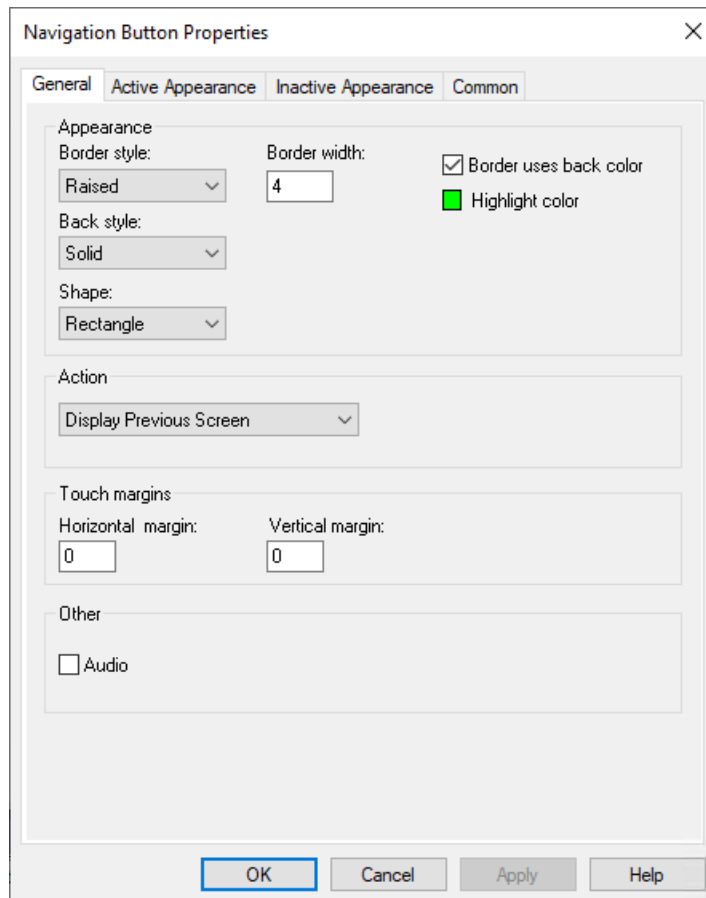 Navigation Button Properties
General Active Appearance Inactive Appearance Common
Appearance
Border style: Border width:
Raised 4 Border uses back color
Highlight color
Back style:
Solid
Shape:
Rectangle
Action
Display Previous Screen
Touch margins
Horizontal margin: Vertical margin:
0 0
Other
Audio
OK Cancel Apply Help